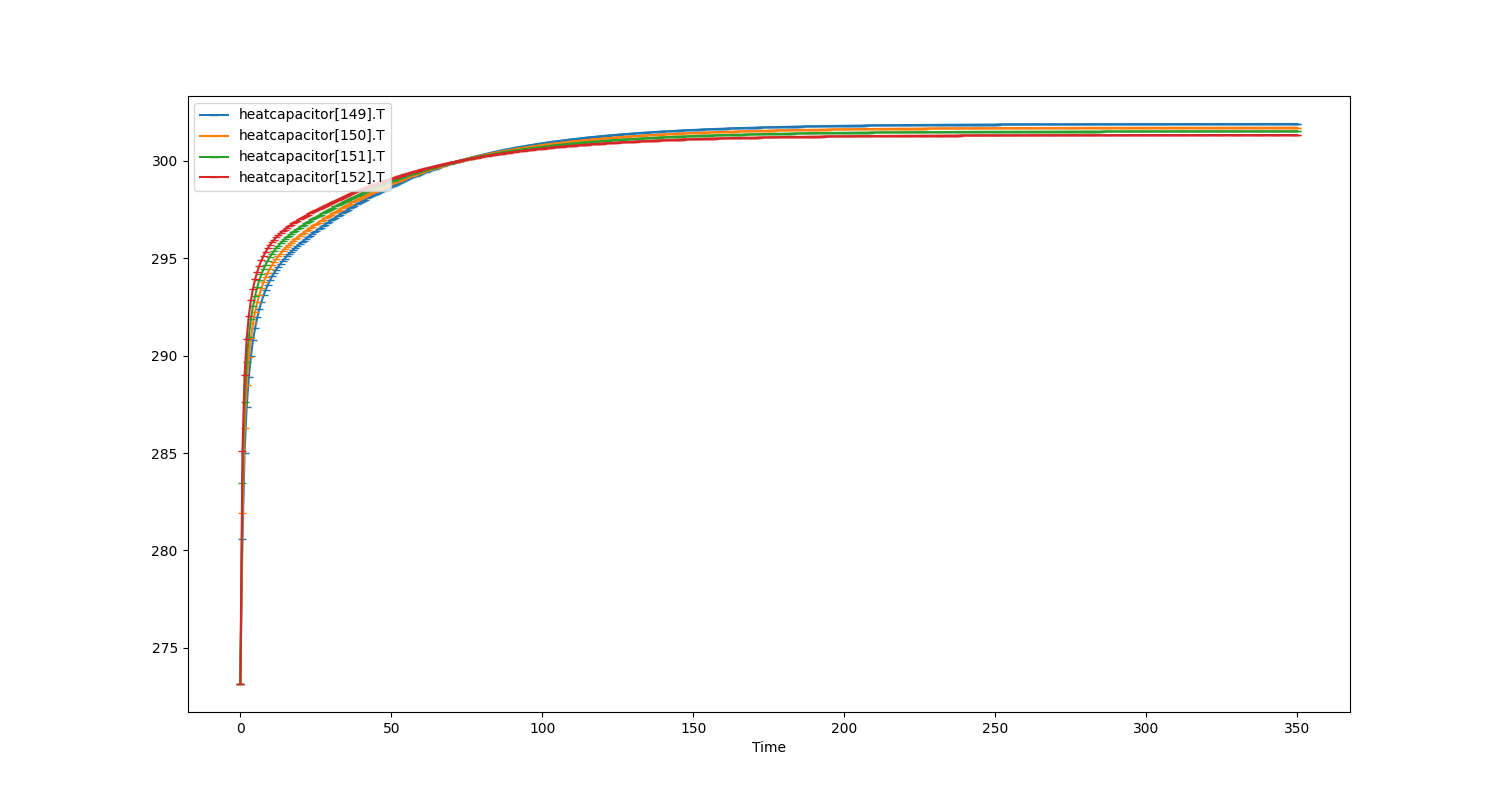 heatcapacitor[149].T
heatcapacitor[150].T
heatcapacitor[151].T
heatcapacitor[152].T
300
295
290
285
280
275
0 50 100 150 200 250 300 350
Time